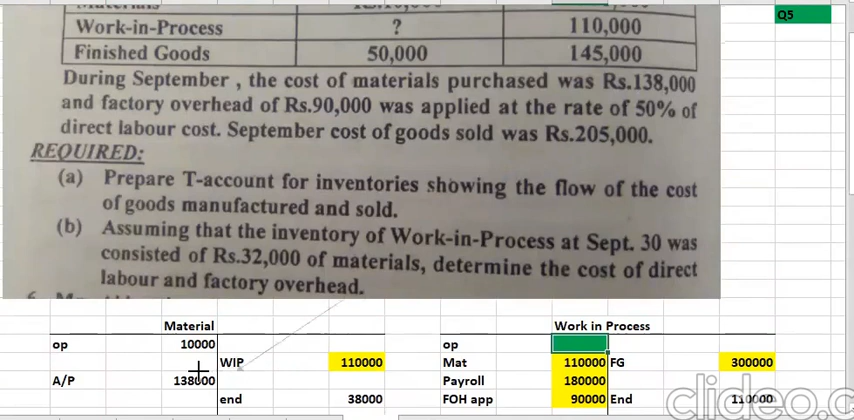 Q5
Work-in-Process ? 110,000
Finished Goods 50,000 145,000
During September , the cost of materials purchased was Rs.138,000
and factory overhead of Rs.90,000 was applied at the rate of 50% of
direct labour cost. September cost of goods sold was Rs.205,000.
REQUIRED:
(a) Prepare T-account for inventories showing the flow of the cost
of goods manufactured and sold.
(b) Assuming that the inventory of Work-in-Process at Sept. 30 was
consisted of Rs.32,000 of materials, determine the cost of direct
labour and factory overhead.
Material Work in Process
op 10000 op
WIP 110000 Mat 110000 FG 300000
A/P 138000 Payroll 180000
end 38000 FOH app 90000 End 110000
clideo.com